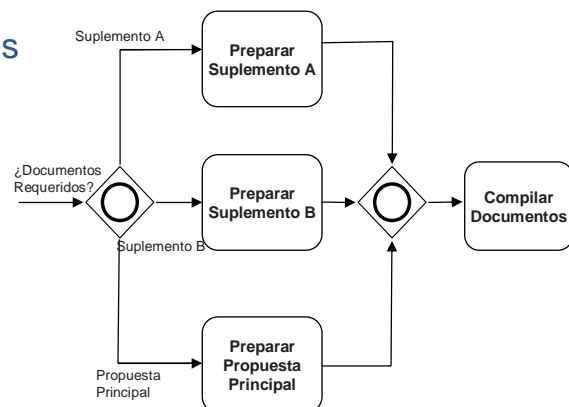 s
Suplemento A
Preparar
Suplemento A
¿Documentos
Requeridos?
Preparar
Suplemento B
Compilar
Documentos
Suplemento B
Preparar
Propuesta
Principal
Propuesta
Principal